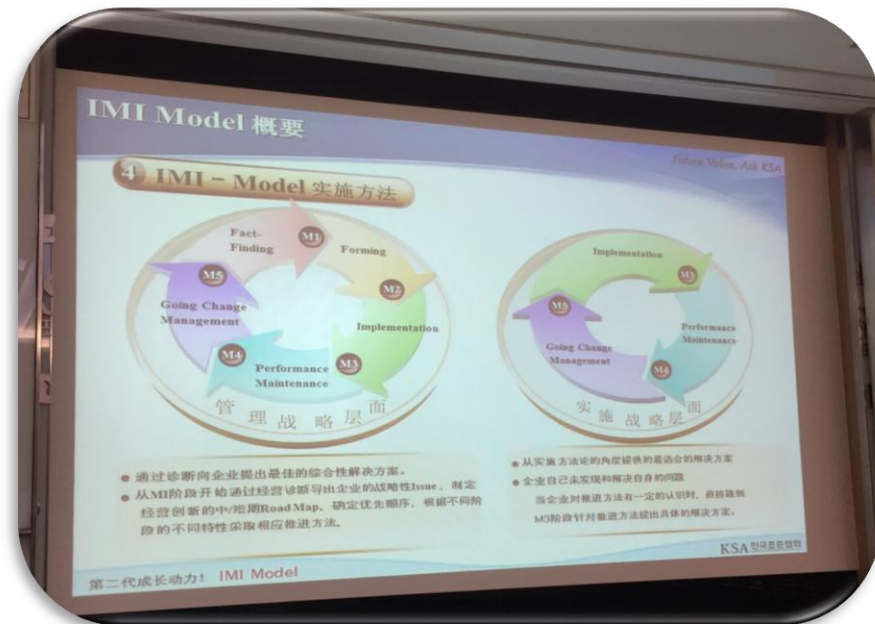 IMI Model 概要
Future Value, Ask KSA
4 IMI - Model 实施方法
Fact-
Finding
M1
Forming
M2
Implementation
M3
Performance
Maintenance
M4
Going Change
Management
M5
管理战略层面
Implementation
M3
Performance
Maintenance
M4
Going Change
Management
M5
实施战略层面
● 通过诊断向企业提出最佳的综合性解决方案。
● 从MI阶段开始通过经营诊断导出企业的战略性Issue，制定
经营创新的中/短期Road Map、确定优先顺序，根据不同阶
段的不同特性采取相应推进方法。
● 从实施方法论的角度提供的最适合的解决方案
● 企业自己来发现和解决自身的问题
当企业对推进方法有一定的认识时，直接跳到
M3阶段针对推进方法提出具体的解决方案。
第二代成长动力! IMI Model
KSA 한국표준협회